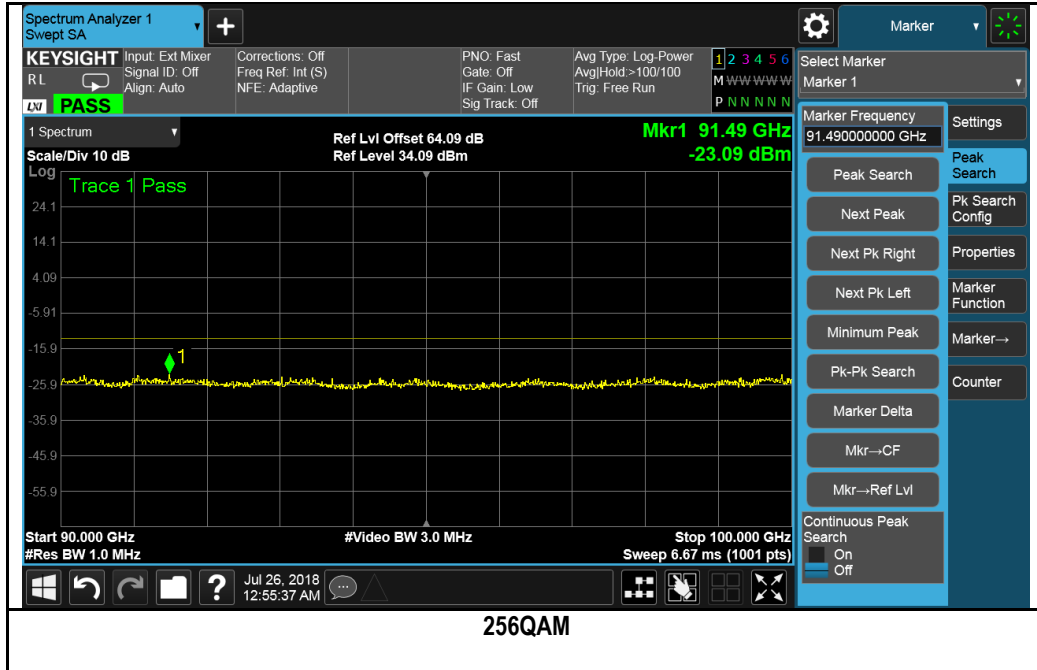 Spectrum Analyzer 1
Swept SA
+
Marker
KEYSIGHT
RL
LXI PASS
Input: Ext Mixer
Signal ID: Off
Align: Auto
Corrections: Off
Freq Ref: Int (S)
NFE: Adaptive
PNO: Fast
Gate: Off
IF Gain: Low
Sig Track: Off
Avg Type: Log-Power
Avg|Hold:>100/100
Trig: Free Run
1 2 3 4 5 6
M W W W W W
P N N N N N
Select Marker
Marker 1
1 Spectrum
Scale/Div 10 dB
Log
Ref Lvl Offset 64.09 dB
Ref Level 34.09 dBm
Mkr1 91.49 GHz
-23.09 dBm
Trace 1 Pass
24.1
14.1
4.09
-5.91
-15.9
-25.9
-35.9
-45.9
-55.9
1
Start 90.000 GHz
#Res BW 1.0 MHz
#Video BW 3.0 MHz
Stop 100.000 GHz
Sweep 6.67 ms (1001 pts)
Marker Frequency
91.490000000 GHz
Peak Search
Next Peak
Next Pk Right
Next Pk Left
Minimum Peak
Pk-Pk Search
Marker Delta
Mkr→CF
Mkr→Ref Lvl
Continuous Peak
Search
On
Off
Settings
Peak
Search
Pk Search
Config
Properties
Marker
Function
Marker→
Counter
?
Jul 26, 2018
12:55:37 AM
256QAM